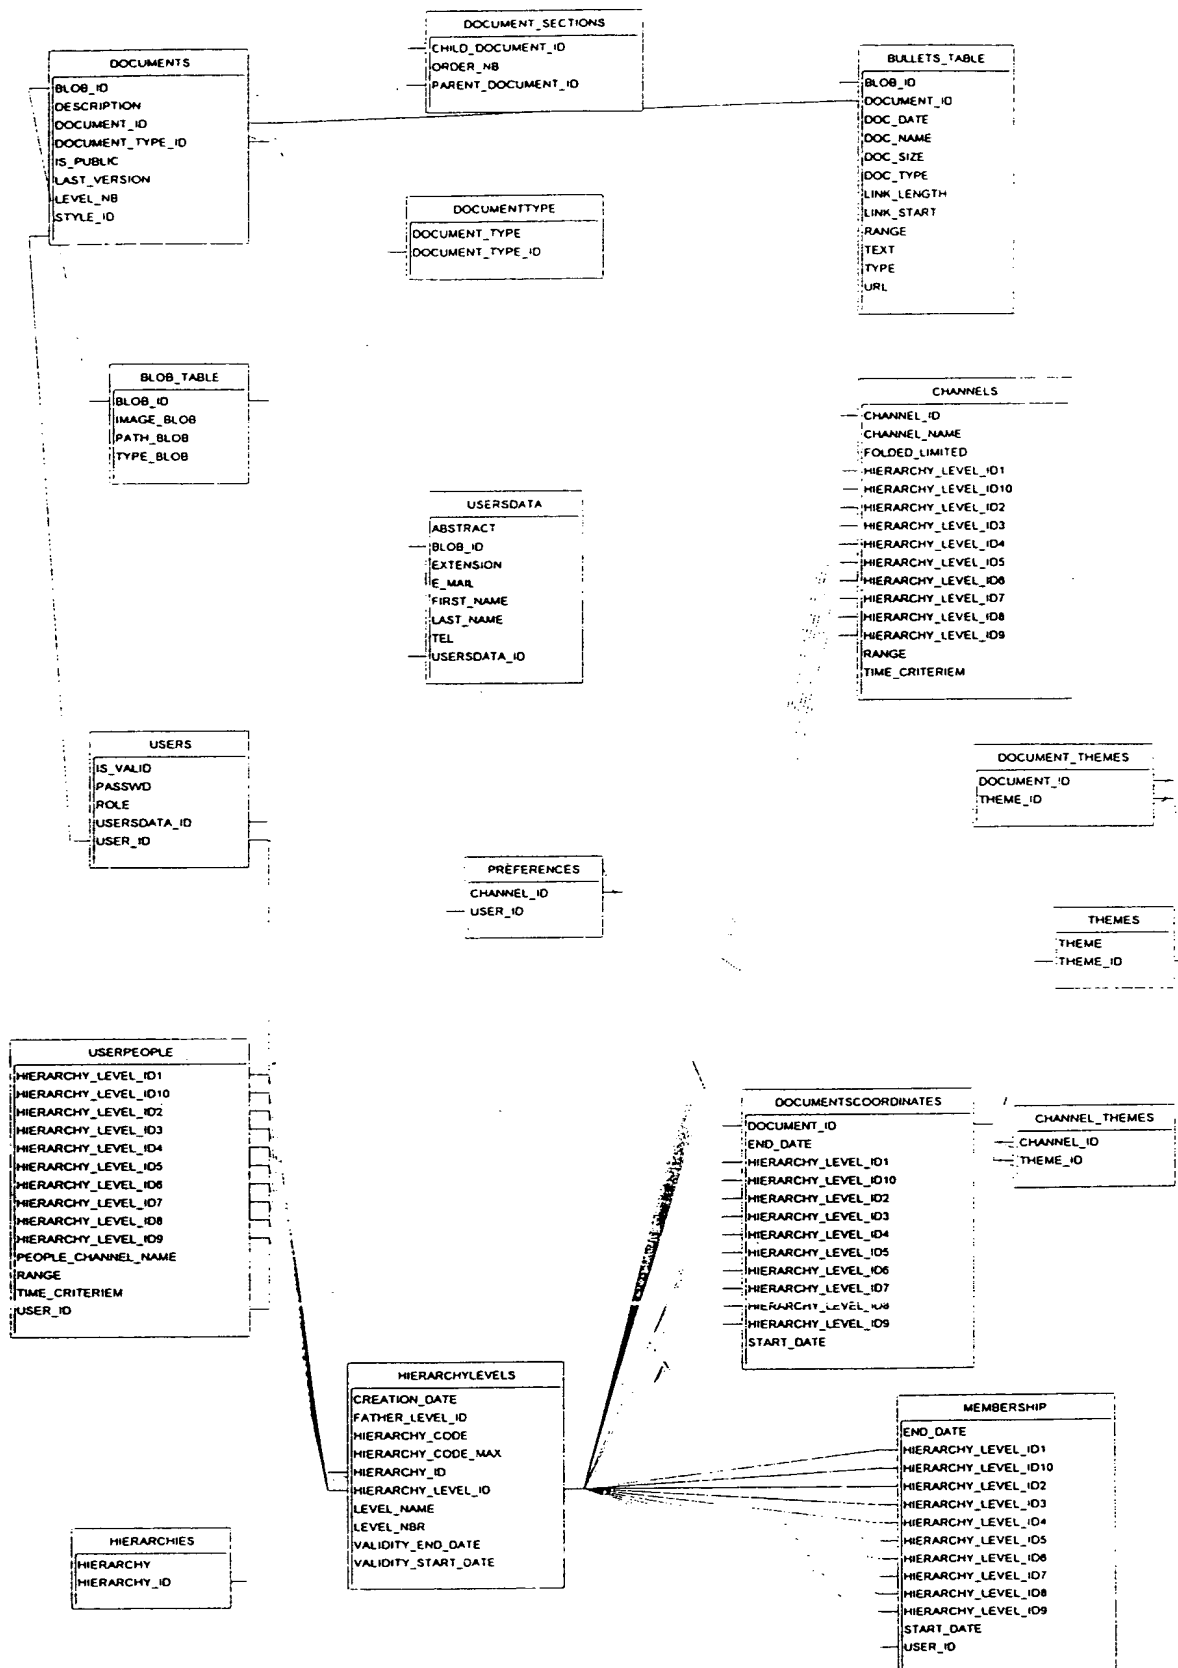 DOCUMENT_SECTIONS
CHILD_DOCUMENT_ID
ORDER_NB
PARENT_DOCUMENT_ID
DOCUMENTS
BLOB_ID
DESCRIPTION
DOCUMENT_ID
DOCUMENT_TYPE_ID
IS_PUBLIC
LAST_VERSION
LEVEL_NB
STYLE_ID
BULLETS_TABLE
BLOB_ID
DOCUMENT_ID
DOC_DATE
DOC_NAME
DOC_SIZE
DOC_TYPE
LINK_LENGTH
LINK_START
RANGE
TEXT
TYPE
URL
DOCUMENTTYPE
DOCUMENT_TYPE
DOCUMENT_TYPE_ID
BLOB_TABLE
BLOB_ID
IMAGE_BLOB
PATH_BLOB
TYPE_BLOB
CHANNELS
CHANNEL_ID
CHANNEL_NAME
FOLDED_LIMITED
HIERARCHY_LEVEL_ID1
HIERARCHY_LEVEL_ID10
HIERARCHY_LEVEL_ID2
HIERARCHY_LEVEL_ID3
HIERARCHY_LEVEL_ID4
HIERARCHY_LEVEL_ID5
HIERARCHY_LEVEL_ID6
HIERARCHY_LEVEL_ID7
HIERARCHY_LEVEL_ID8
HIERARCHY_LEVEL_ID9
RANGE
TIME_CRITERIEM
USERSDATA
ABSTRACT
BLOB_ID
EXTENSION
E_MAIL
FIRST_NAME
LAST_NAME
TEL
USERSDATA_ID
USERS
IS_VALID
PASSWD
ROLE
USERSDATA_ID
USER_ID
DOCUMENT_THEMES
DOCUMENT_ID
THEME_ID
PREFERENCES
CHANNEL_ID
USER_ID
THEMES
THEME
THEME_ID
USERPEOPLE
HIERARCHY_LEVEL_ID1
HIERARCHY_LEVEL_ID10
HIERARCHY_LEVEL_ID2
HIERARCHY_LEVEL_ID3
HIERARCHY_LEVEL_ID4
HIERARCHY_LEVEL_ID5
HIERARCHY_LEVEL_ID6
HIERARCHY_LEVEL_ID7
HIERARCHY_LEVEL_ID8
HIERARCHY_LEVEL_ID9
PEOPLE_CHANNEL_NAME
RANGE
TIME_CRITERIEM
USER_ID
DOCUMENTSCOORDINATES
DOCUMENT_ID
END_DATE
HIERARCHY_LEVEL_ID1
HIERARCHY_LEVEL_ID10
HIERARCHY_LEVEL_ID2
HIERARCHY_LEVEL_ID3
HIERARCHY_LEVEL_ID4
HIERARCHY_LEVEL_ID5
HIERARCHY_LEVEL_ID6
HIERARCHY_LEVEL_ID7
HIERARCHY_LEVEL_ID8
HIERARCHY_LEVEL_ID9
START_DATE
CHANNEL_THEMES
CHANNEL_ID
THEME_ID
HIERARCHYLEVELS
CREATION_DATE
FATHER_LEVEL_ID
HIERARCHY_CODE
HIERARCHY_CODE_MAX
HIERARCHY_ID
HIERARCHY_LEVEL_ID
LEVEL_NAME
LEVEL_NBR
VALIDITY_END_DATE
VALIDITY_START_DATE
MEMBERSHIP
END_DATE
HIERARCHY_LEVEL_ID1
HIERARCHY_LEVEL_ID10
HIERARCHY_LEVEL_ID2
HIERARCHY_LEVEL_ID3
HIERARCHY_LEVEL_ID4
HIERARCHY_LEVEL_ID5
HIERARCHY_LEVEL_ID6
HIERARCHY_LEVEL_ID7
HIERARCHY_LEVEL_ID8
HIERARCHY_LEVEL_ID9
START_DATE
USER_ID
HIERARCHIES
HIERARCHY
HIERARCHY_ID